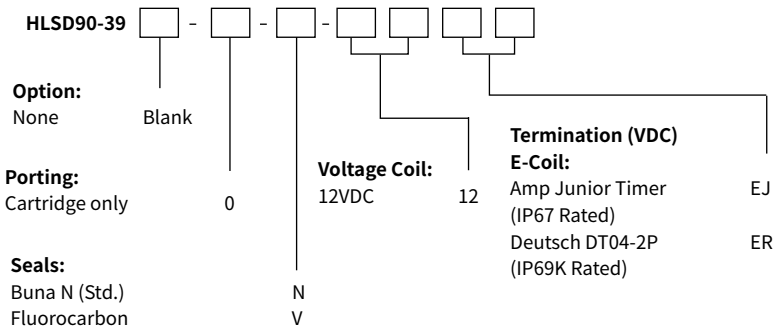 HLSD90-39 - - -
Option:
None Blank
Porting:
Cartridge only 0
Seals:
Buna N (Std.) N
Fluorocarbon V
Voltage Coil:
12VDC 12
Termination (VDC)
E-Coil:
Amp Junior Timer EJ
(IP67 Rated)
Deutsch DT04-2P ER
(IP69K Rated)